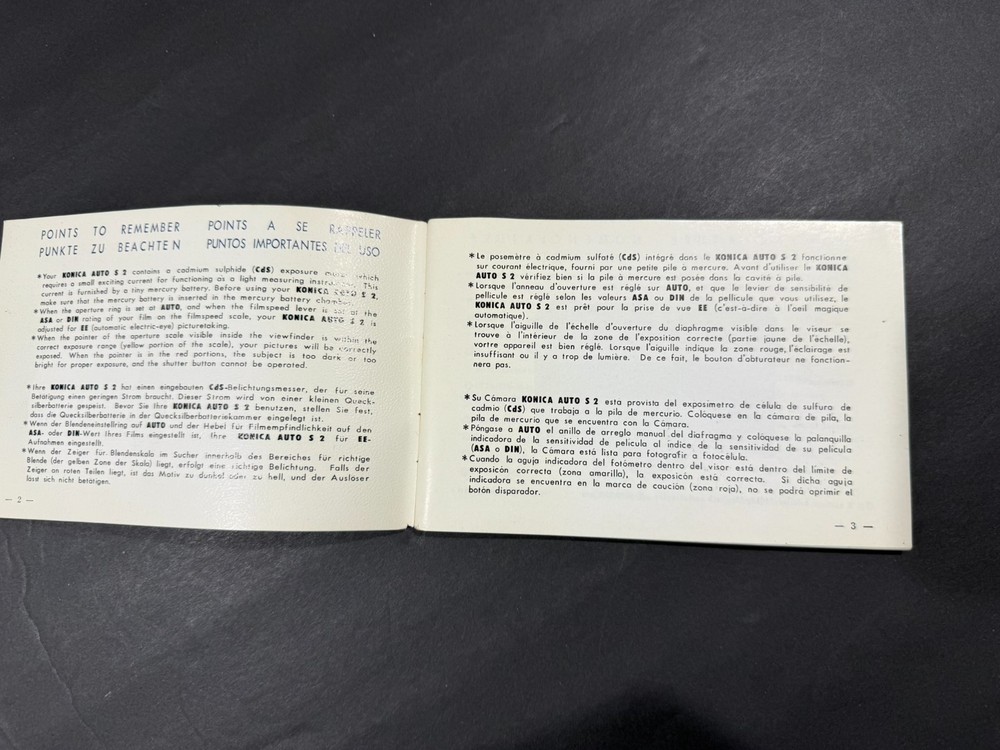 POINTS TO REMEMBER POINTS A SE RAPPELER
PUNKTE ZU BEACHTEN PUNTOS IMPORTANTES DEL USO
*Your KONICA AUTO S 2 contains a cadmium sulphide (CdS) exposure meter which
requires a small exciting current for functioning as a light measuring instrument. This
current is furnished by a tiny mercury battery. Before using your KONICA AUTO S 2,
make sure that the mercury battery is inserted in the mercury battery chamber.
*When the aperture ring is set at AUTO, and when the filmspeed lever is set at the
ASA or DIN rating of your film on the filmspeed scale, your KONICA AUTO S 2 is
adjusted for EE (automatic electric-eye) picturetaking.
*When the pointer of the aperture scale visible inside the viewfinder is within the
correct exposure range (yellow portion of the scale), your pictures will be correctly
exposed. When the pointer is in the red portions, the subject is too dark or too
bright for proper exposure, and the shutter button cannot be operated.
*Ihre KONICA AUTO S 2 hat einen eingebauten CdS-Belichtungsmesser, der für seine
Betätigung einen geringen Strom braucht. Dieser Strom wird von einer kleinen Queck-
silberbatterie gespeist. Bevor Sie Ihre KONICA AUTO S 2 benutzen, stellen Sie fest,
dass die Quecksilberbatterie in der Quecksilberbatteriekammer eingelegt ist.
*Wenn der Blendeneinstellring auf AUTO und der Hebel für Filmempfindlichkeit auf den
ASA- oder DIN-Wert Ihres Films eingestellt ist, ist Ihre KONICA AUTO S 2 für EE-
Aufnahmen eingestellt.
*Wenn der Zeiger für Blendenskala im Sucher innerhalb des Bereiches für richtige
Blende (der gelben Zone der Skala) liegt, erfolgt eine richtige Belichtung. Falls der
Zeiger an roten Teilen liegt, ist das Motiv zu dunkel oder zu hell, und der Auslöser
lässt sich nicht betätigen.
— 2 —
*Le posemètre à cadmium sulfaté (CdS) intégré dans le KONICA AUTO S 2 fonctionne
sur courant électrique, fourni par une petite pile à mercure. Avant d'utiliser le KONICA
AUTO S 2 vérifiez bien si la pile à mercure est posée dans la cavité à pile.
*Lorsque l'anneau d'ouverture est réglé sur AUTO, et que le levier de sensibilité de
pellicule est réglé selon les valeurs ASA ou DIN de la pellicule que vous utilisez, le
KONICA AUTO S 2 est prêt pour la prise de vue EE (c'est-à-dire à l'oeil magique
automatique).
*Lorsque l'aiguille de l'échelle d'ouverture du diaphragme visible dans le viseur se
trouve à l'intérieur de la zone de l'exposition correcte (partie jaune de l'échelle),
vortre appareil est bien règlé. Lorsque l'aiguille indique la zone rouge, l'éclairage est
insuffisant ou il y a trop de lumière. De ce fait, le bouton d'obturateur ne fonction-
nera pas.
*Su Cámara KONICA AUTO S 2 esta provista del exposimetro de célula de sulfuro de
cadmio (CdS) que trabaja a la pila de mercurio. Colóquese en la cámara de pila, la
pila de mercurio que se encuentra con la Cámara.
*Póngase a AUTO el anillo de arreglo manual del diafragma y colóquese la palanquilla
indicadora de la sensitividad de película al indice de la sensitividad de su película
(ASA o DIN), la Cámara está lista para fotografiar a fotocélula.
*Cuando la aguja indicadora del fotómetro dentro del visor está dentro del limite de
exposición correcta (zona amarilla), la exposición está correcta. Si dicha aguja
indicadora se encuentra en la marca de caución (zona roja), no se podrá oprimir el
botón disparador.
— 3 —